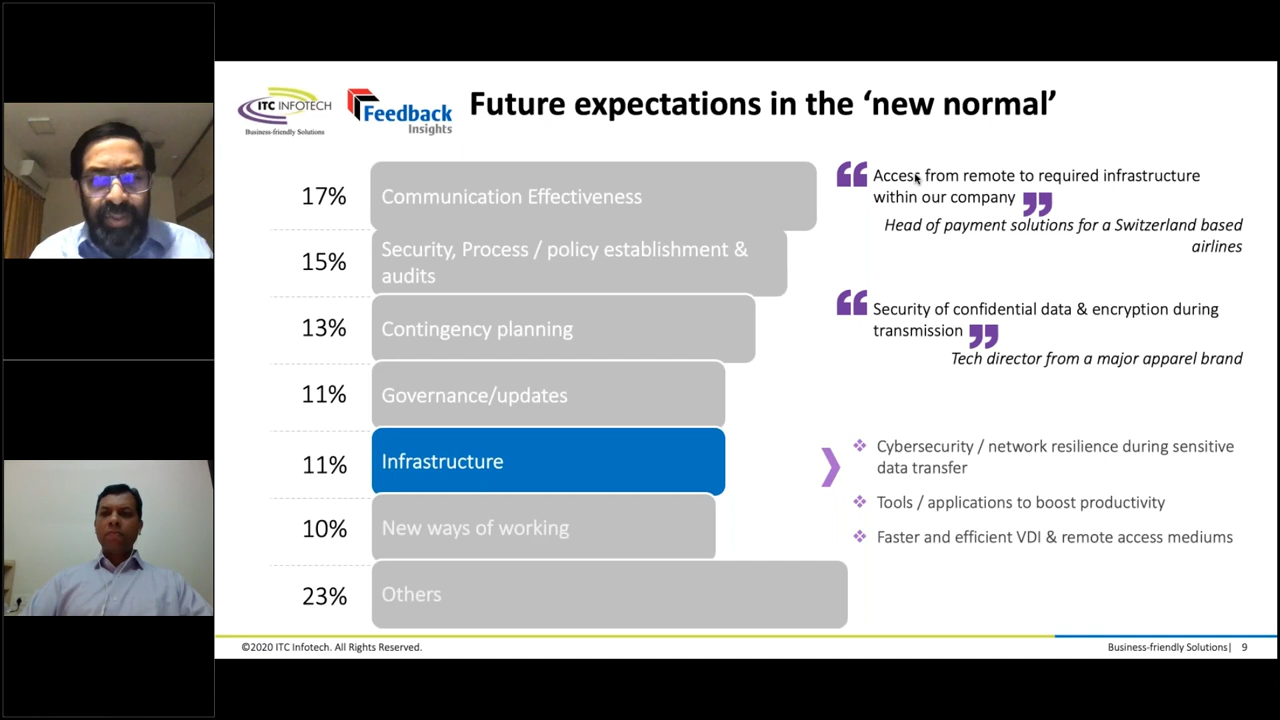 ITC INFOTECH
Business-friendly Solutions
Feedback
Insights
Future expectations in the ‘new normal’
17%
Communication Effectiveness
15%
Security, Process / policy establishment &
audits
13%
Contingency planning
11%
Governance/updates
11%
Infrastructure
10%
New ways of working
23%
Others
“ Access from remote to required infrastructure
within our company ”
Head of payment solutions for a Switzerland based
airlines
“ Security of confidential data & encryption during
transmission ”
Tech director from a major apparel brand
Cybersecurity / network resilience during sensitive
data transfer
Tools / applications to boost productivity
Faster and efficient VDI & remote access mediums
©2020 ITC Infotech. All Rights Reserved.
Business-friendly Solutions| 9